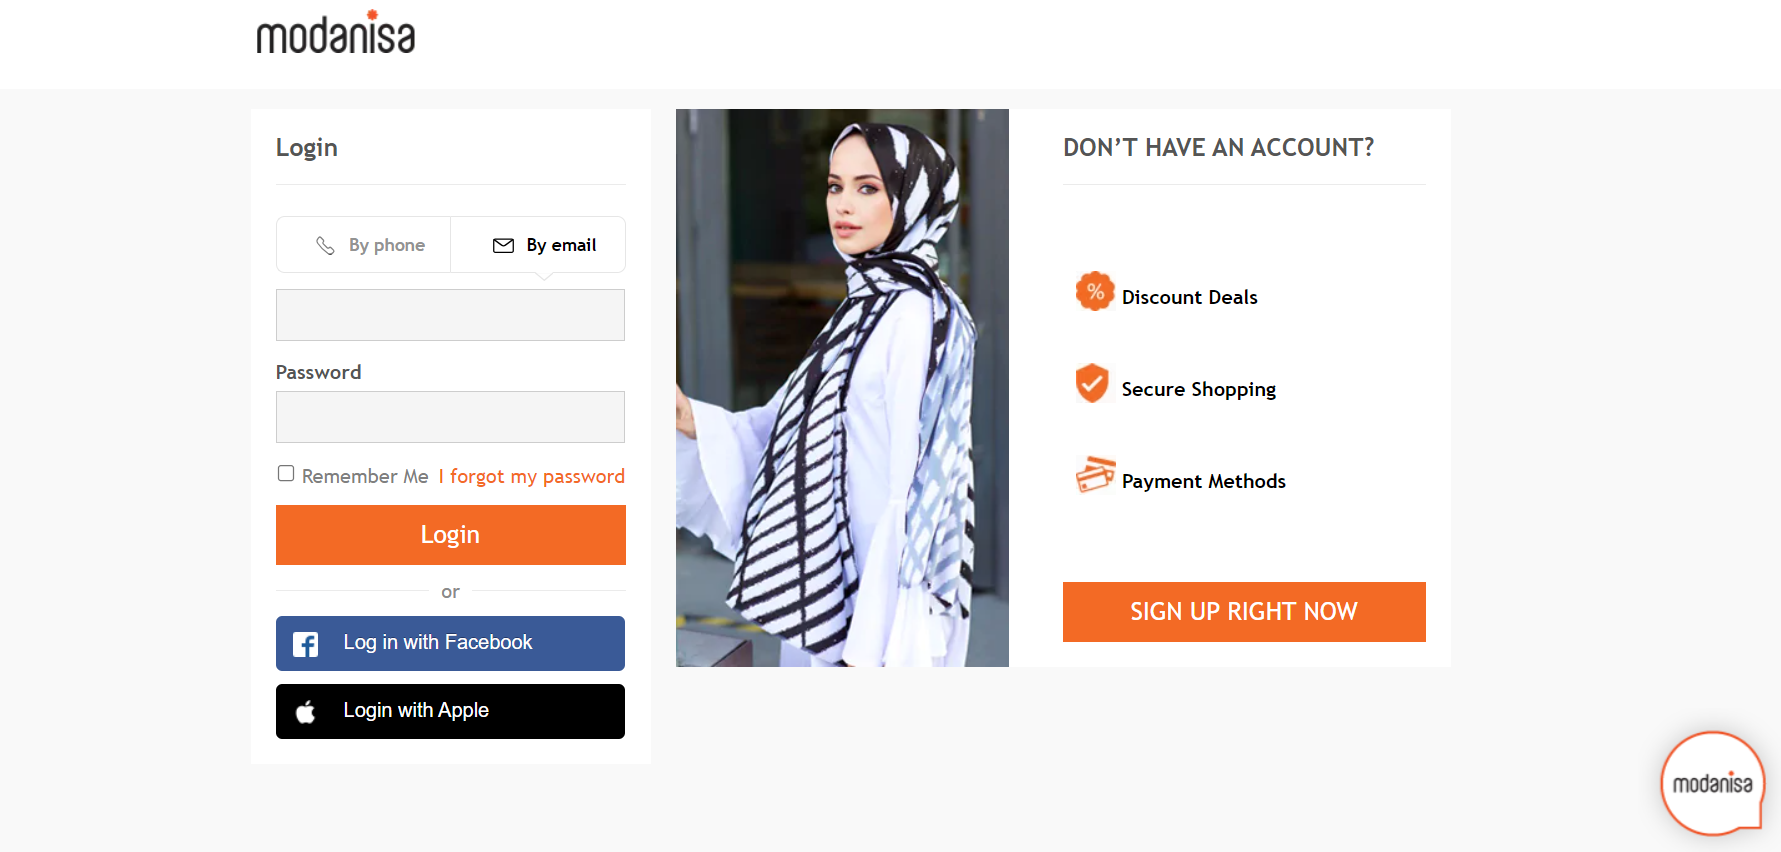 modanisa
Login
By phone
By email
Password
Remember Me I forgot my password
Login
or
Log in with Facebook
Login with Apple
DON’T HAVE AN ACCOUNT?
%
Discount Deals
Secure Shopping
Payment Methods
SIGN UP RIGHT NOW
modanisa